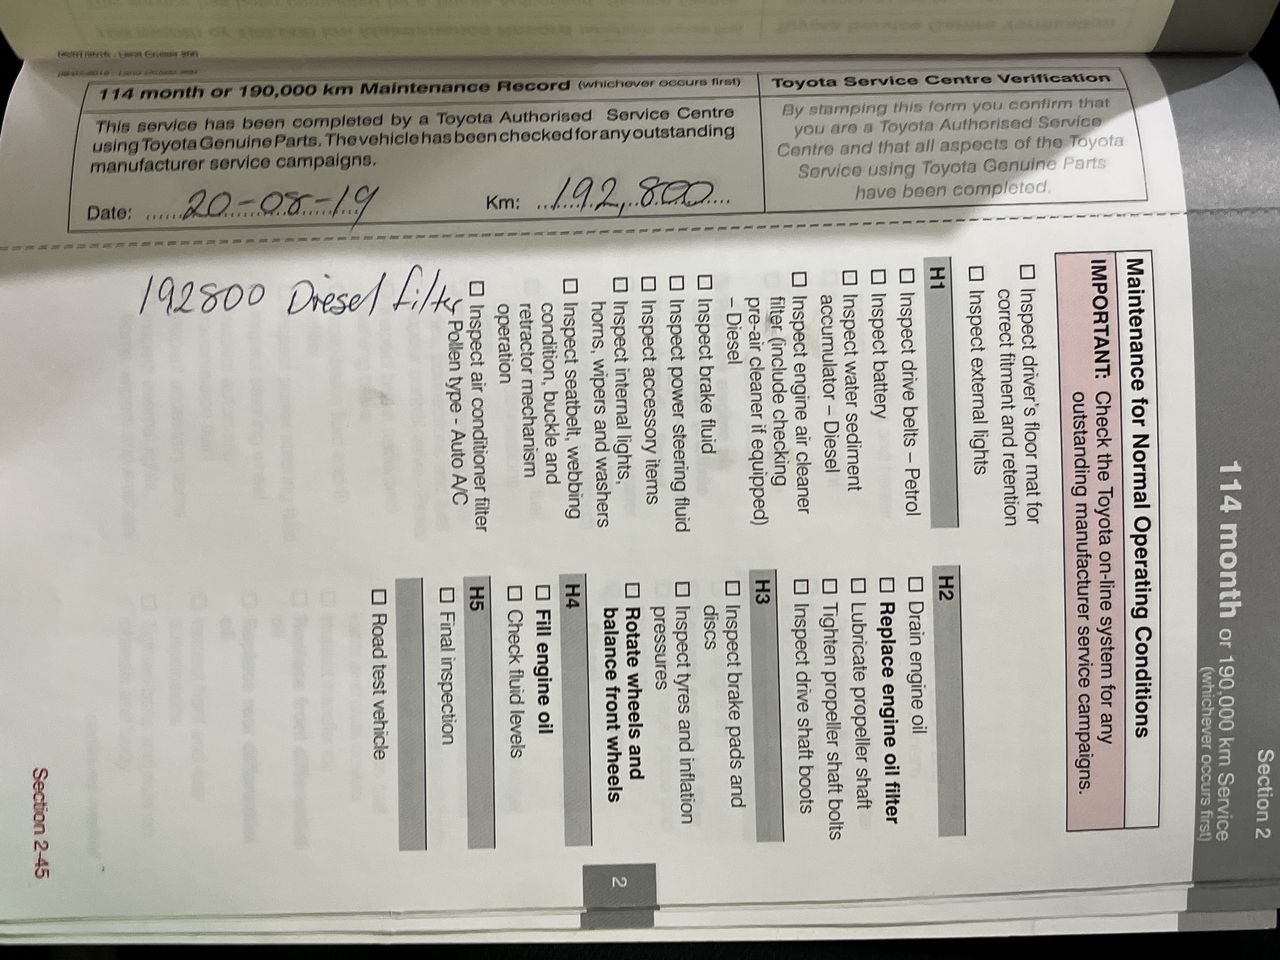 114 month or 190,000 km Maintenance Record (whichever occurs first)
This service has been completed by a Toyota Authorised Service Centre
using Toyota Genuine Parts. The vehicle has been checked for any outstanding
manufacturer service campaigns.
Date: ......20-08-19
Km: ..192,800....
Toyota Service Centre Verification
By stamping this form you confirm that
you are a Toyota Authorised Service
Centre and that all aspects of the Toyota
Service using Toyota Genuine Parts
have been completed.
Section 2
114 month or 190,000 km Service
(whichever occurs first)
Maintenance for Normal Operating Conditions
IMPORTANT: Check the Toyota on-line system for any
outstanding manufacturer service campaigns.
☐ Inspect driver's floor mat for
correct fitment and retention
☐ Inspect external lights
H1
☐ Inspect drive belts – Petrol
☐ Inspect battery
☐ Inspect water sediment
accumulator – Diesel
☐ Inspect engine air cleaner
filter (include checking
pre-air cleaner if equipped)
– Diesel
☐ Inspect brake fluid
☐ Inspect power steering fluid
☐ Inspect accessory items
☐ Inspect internal lights,
horns, wipers and washers
☐ Inspect seatbelt, webbing
condition, buckle and
retractor mechanism
operation
☐ Inspect air conditioner filter
Pollen type - Auto A/C
192800 Diesel filter
H2
☐ Drain engine oil
☐ Replace engine oil filter
☐ Lubricate propeller shaft
☐ Tighten propeller shaft bolts
☐ Inspect drive shaft boots
H3
☐ Inspect brake pads and
discs
☐ Inspect tyres and inflation
pressures
☐ Rotate wheels and
balance front wheels
H4
☐ Fill engine oil
☐ Check fluid levels
H5
☐ Final inspection
☐ Road test vehicle
2
Section 2-45